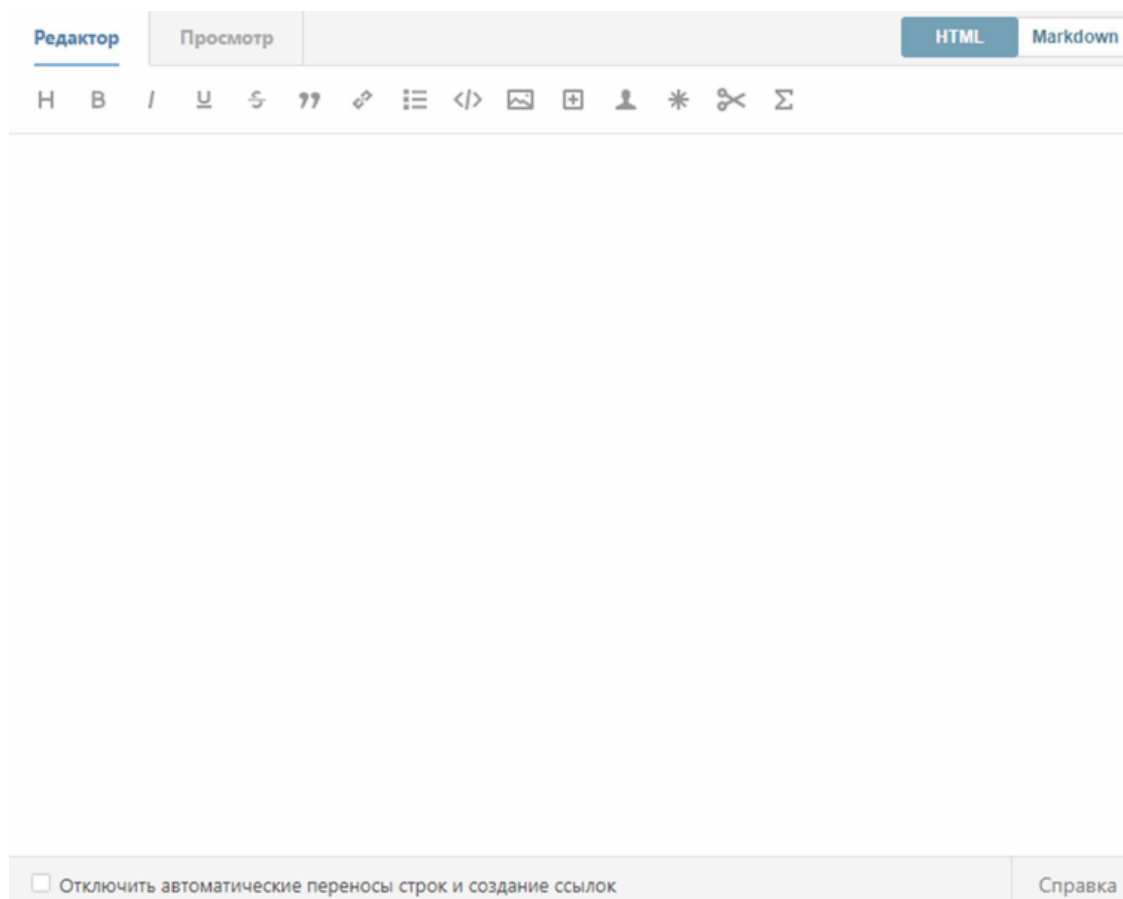 Редактор Просмотр HTML Markdown
H B I U S ❞ </> Σ
Отключить автоматические переносы строк и создание ссылок Справка